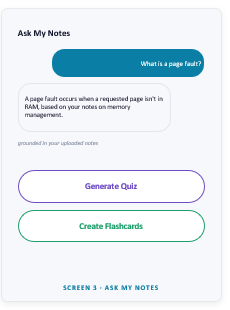 Ask My Notes
What is a page fault?
A page fault occurs when a requested page isn't in
RAM, based on your notes on memory
management.
grounded in your uploaded notes
Generate Quiz
Create Flashcards
SCREEN 3 · ASK MY NOTES